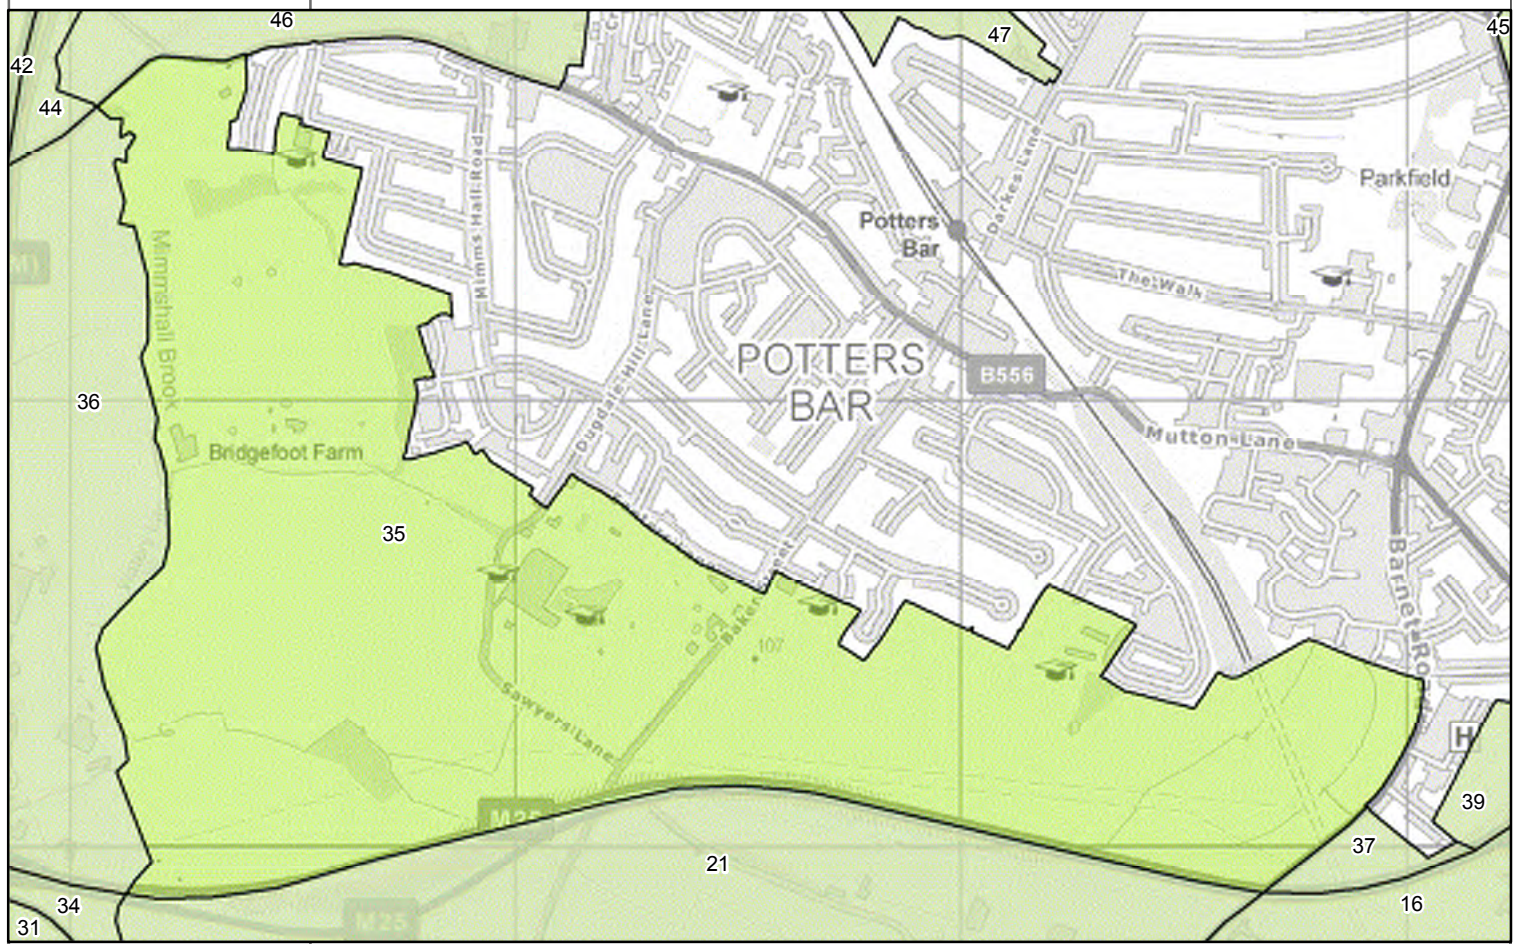 46
47
45
42
44
Mimms Hall Road
Darkes Lane
Parkfield
Potters
Bar
M1
The Walk
Mimmshall Brook
Dugdale Hill Lane
POTTERS
BAR
B556
36
Mutton Lane
Bridgefoot Farm
35
Barnet Ro
Baker
107
Sawyers Lane
H
39
M25
37
21
34
16
M25
31